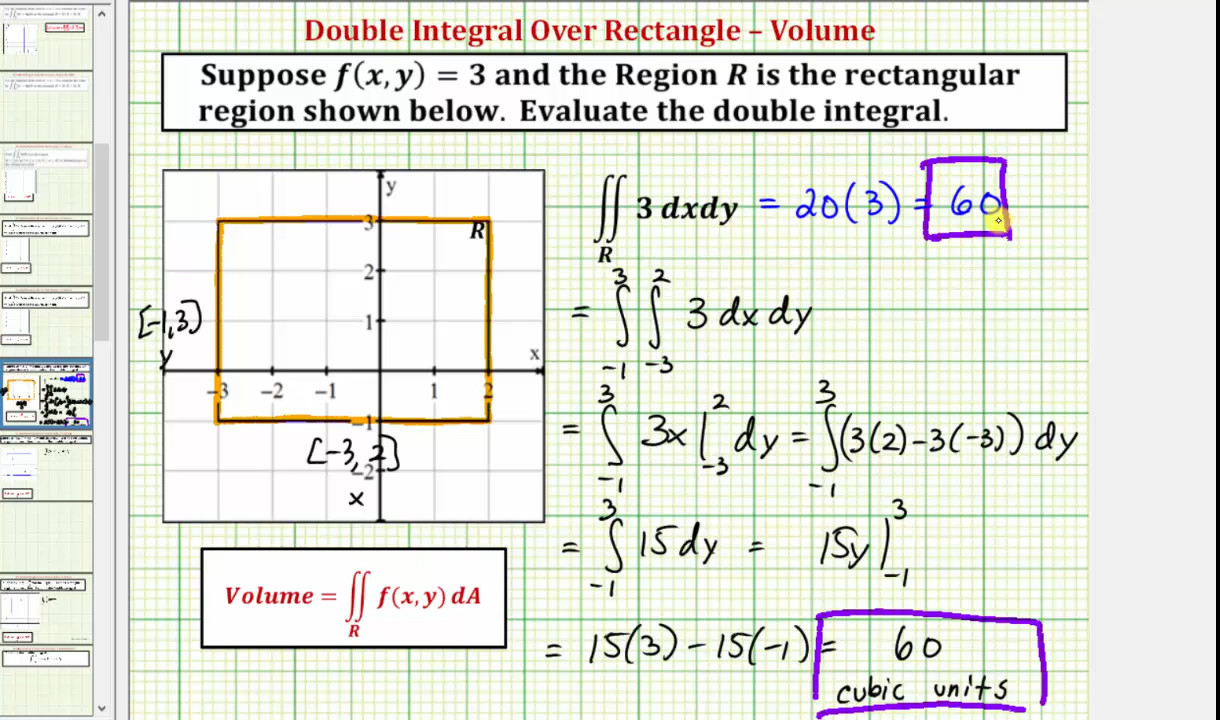 Double Integral Over Rectangle – Volume
Suppose f(x, y) = 3 and the Region R is the rectangular
region shown below. Evaluate the double integral.
y
3
R
2
1
x
−3 −2 −1 1 2
−1
−2
[-1,3]
y
[-3, 2]
x
Volume = ∬_R f(x, y) dA
∬_R 3 dxdy = 20(3) = 60
= ∫_{-1}^{3} ∫_{-3}^{2} 3 dx dy
= ∫_{-1}^{3} 3x |_{-3}^{2} dy = ∫_{-1}^{3} (3(2) - 3(-3)) dy
= ∫_{-1}^{3} 15 dy = 15y |_{-1}^{3}
= 15(3) - 15(-1) = 60
cubic units